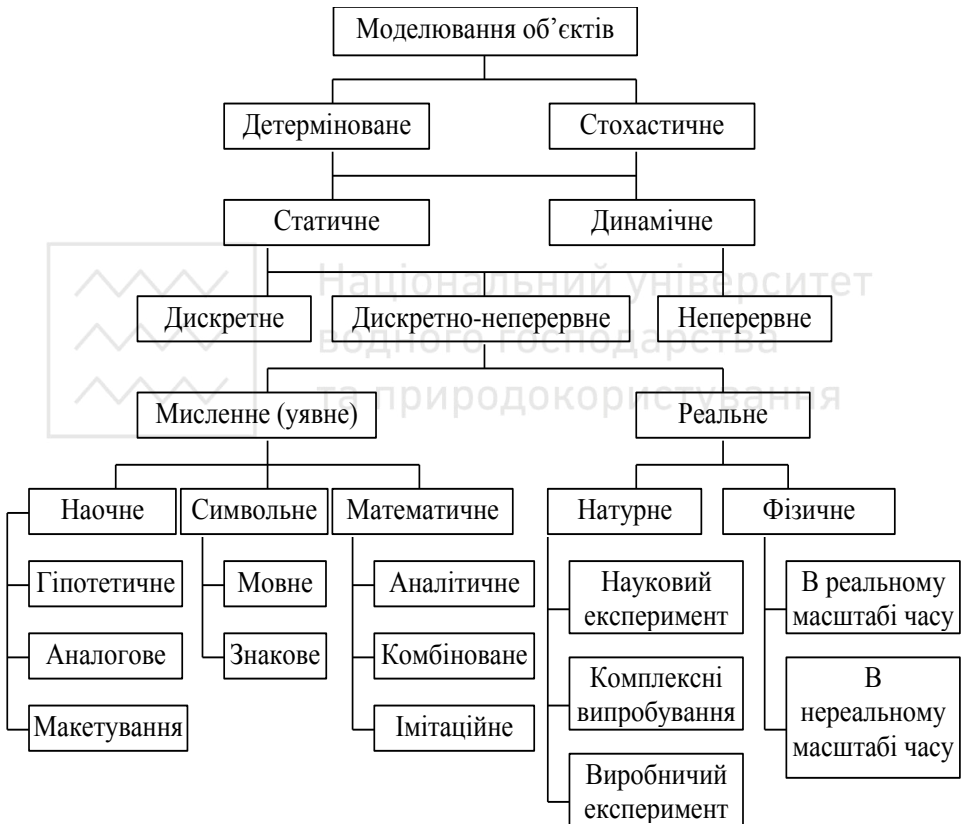 Моделювання об’єктів
Детерміноване
Стохастичне
Статичне
Динамічне
Національний університет
водного господарства
та природокористування
Дискретне
Дискретно-неперервне
Неперервне
Мисленне (уявне)
Реальне
Наочне
Символьне
Математичне
Натурне
Фізичне
Гіпотетичне
Аналогове
Макетування
Мовне
Знакове
Аналітичне
Комбіноване
Імітаційне
Науковий
експеримент
Комплексні
випробування
Виробничий
експеримент
В реальному
масштабі часу
В
нереальному
масштабі часу